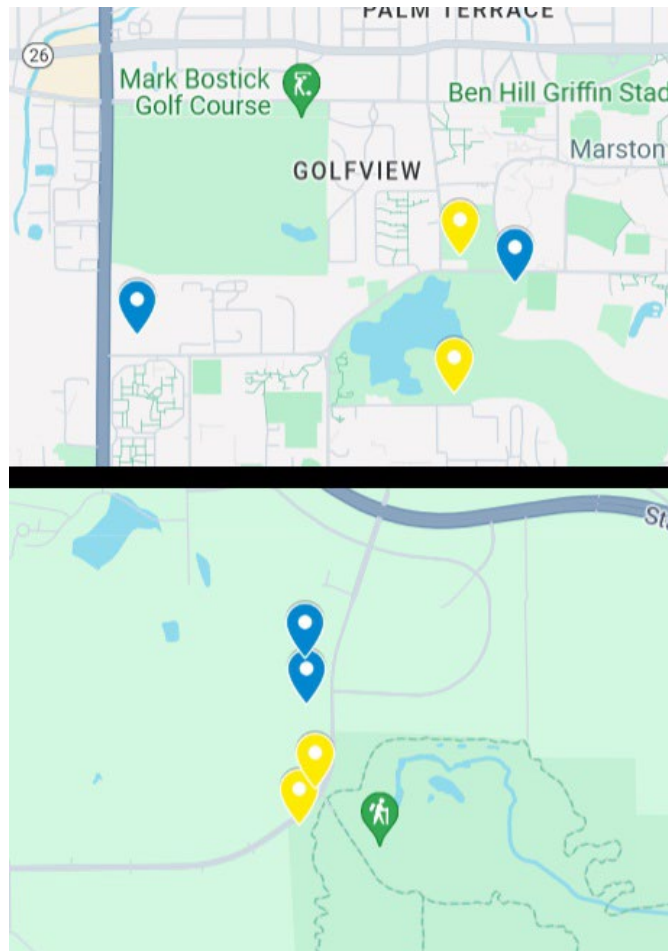 PALM TERRACE
26
Mark Bostick
Golf Course
Ben Hill Griffin Stad
Marston
GOLFVIEW
St